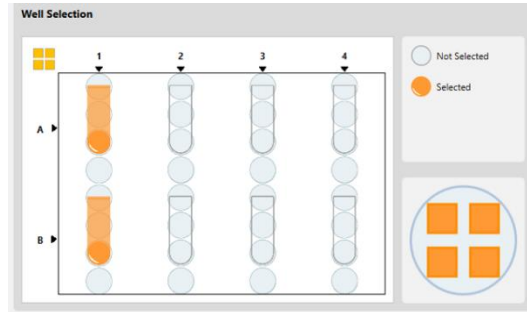 Well Selection
1 2 3 4
Not Selected
Selected
A
B